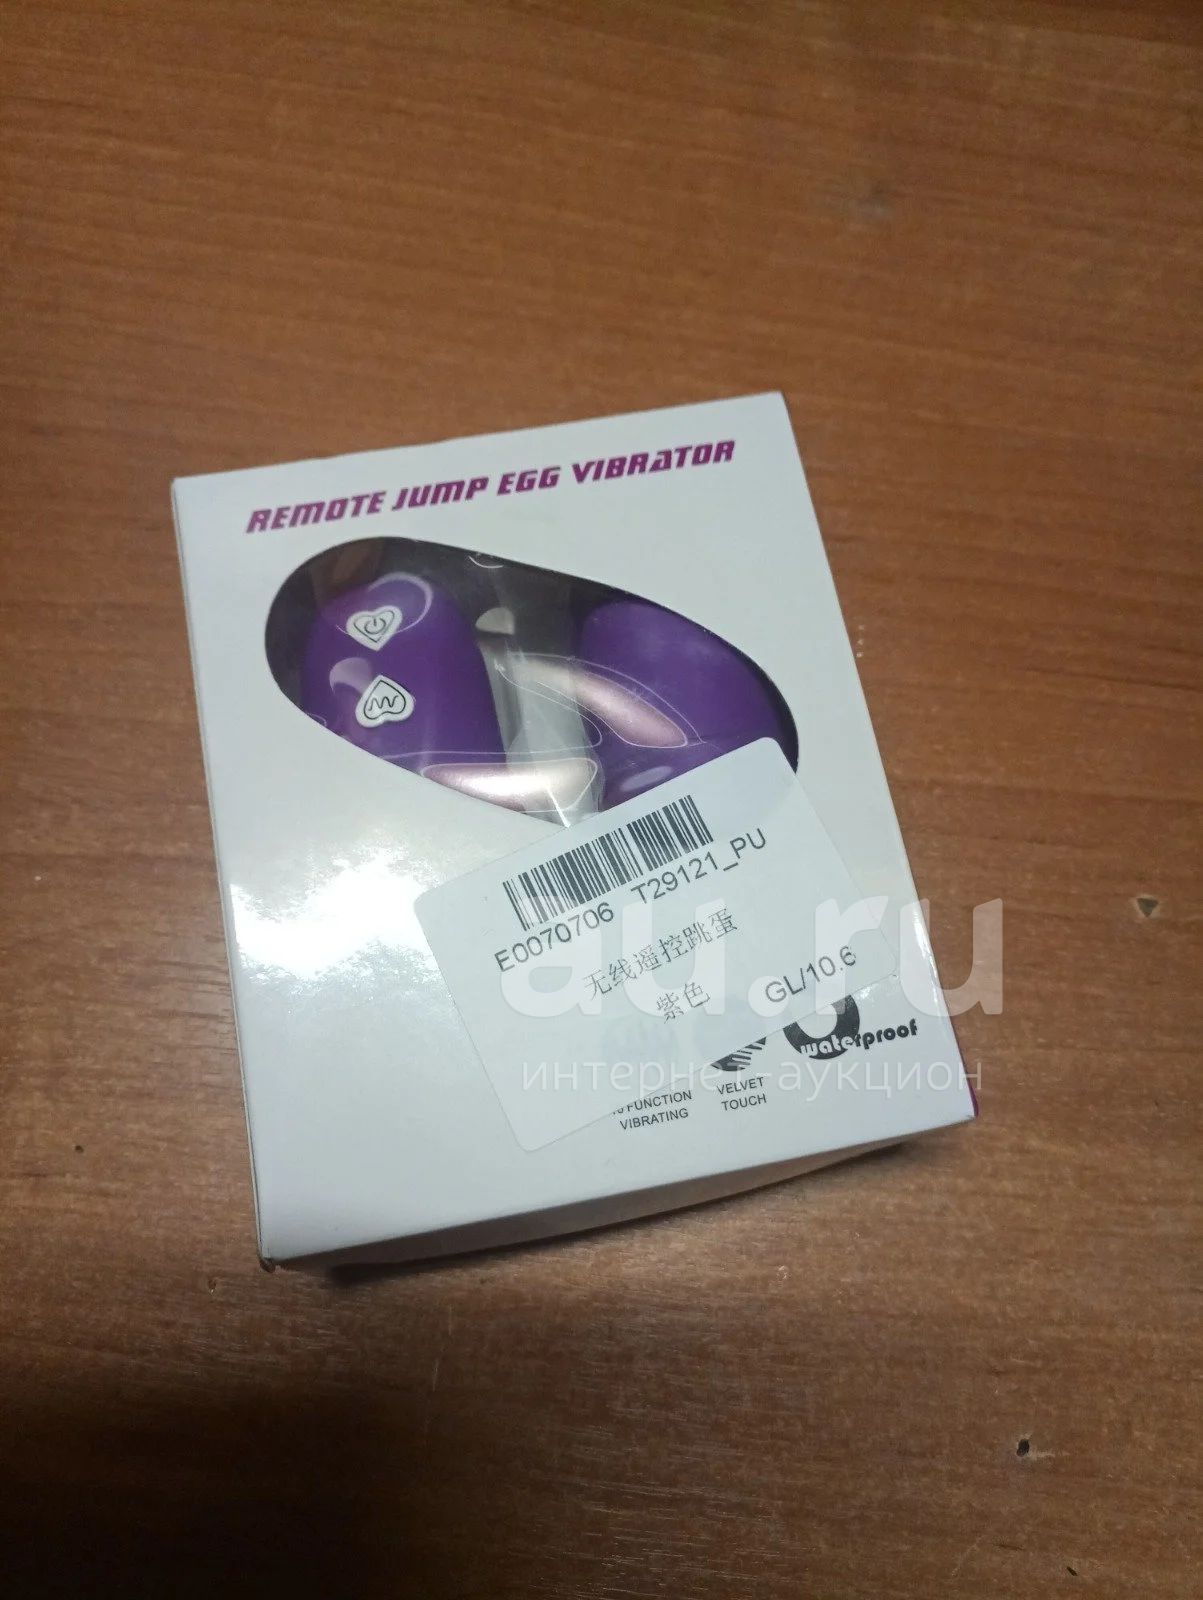 REMOTE JUMP EGG VIBRATOR
E0070706 T29121_PU
无线遥控跳蛋
紫色 GL/10.6
au.ru
интернет-аукцион
waterproof
FUNCTION
VIBRATING
VELVET
TOUCH